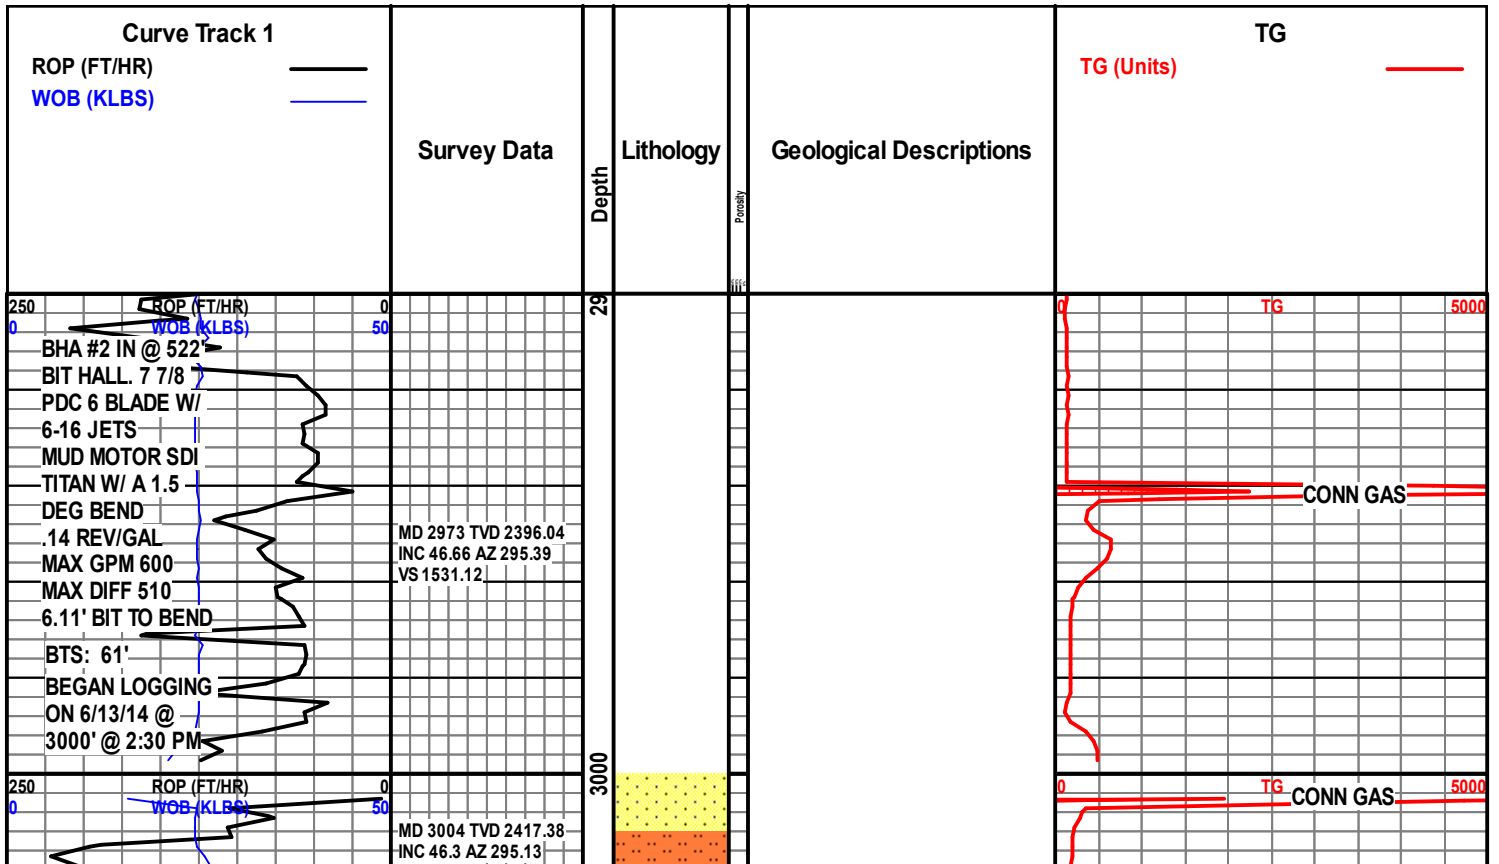 Curve Track 1
ROP (FT/HR)
WOB (KLBS)
Survey Data
Depth
Lithology
Porosity
Geological Descriptions
TG
TG (Units)
250 ROP (FT/HR) 0
0 WOB (KLBS) 50
BHA #2 IN @ 522'
BIT HALL. 7 7/8
PDC 6 BLADE W/
6-16 JETS
MUD MOTOR SDI
TITAN W/ A 1.5
DEG BEND
.14 REV/GAL
MAX GPM 600
MAX DIFF 510
6.11' BIT TO BEND
BTS: 61'
BEGAN LOGGING
ON 6/13/14 @
3000' @ 2:30 PM
MD 2973 TVD 2396.04
INC 46.66 AZ 295.39
VS 1531.12
29
0 TG 5000
CONN GAS
250 ROP (FT/HR) 0
0 WOB (KLBS) 50
MD 3004 TVD 2417.38
INC 46.3 AZ 295.13
3000
0 TG 5000
CONN GAS